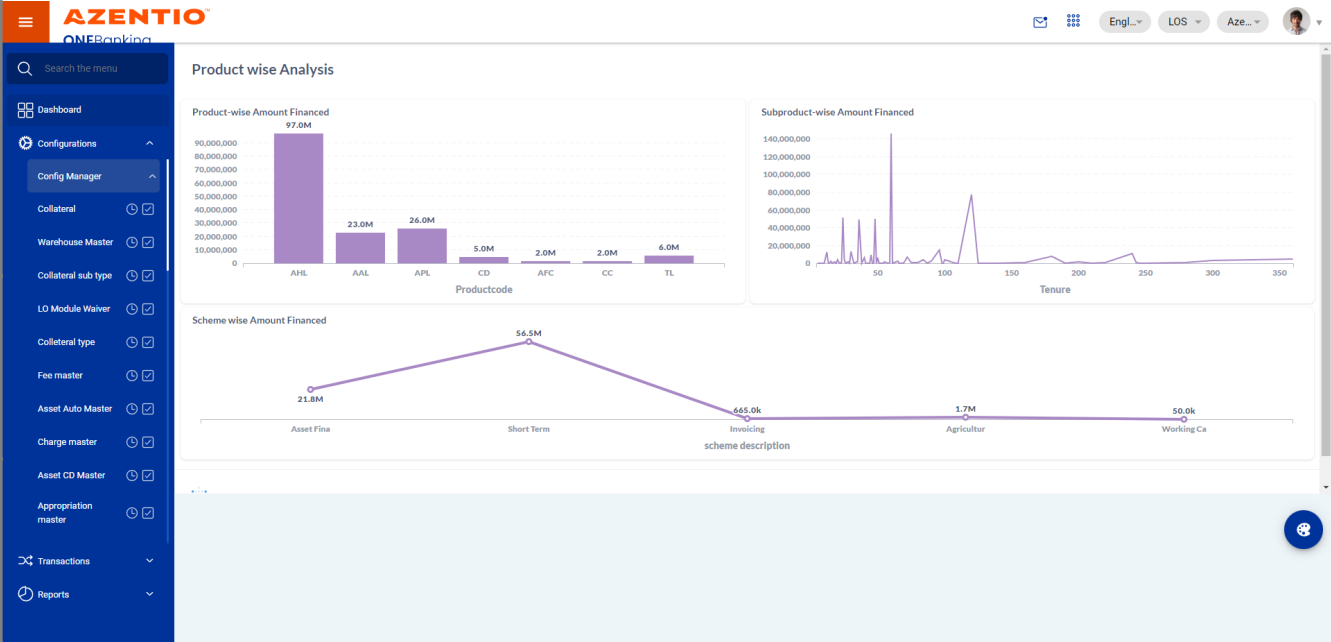 AZENTIO
ONEBanking
Engl...
LOS
Aze...
Search the menu
Dashboard
Configurations
Config Manager
Collateral
Warehouse Master
Collateral sub type
LO Module Waiver
Colleteral type
Fee master
Asset Auto Master
Charge master
Asset CD Master
Appropriation
master
Transactions
Reports
Product wise Analysis
Product-wise Amount Financed
97.0M
90,000,000
80,000,000
70,000,000
60,000,000
50,000,000
40,000,000
30,000,000
20,000,000
10,000,000
0
23.0M
26.0M
5.0M
2.0M
2.0M
6.0M
AHL
AAL
APL
CD
AFC
CC
TL
Productcode
Subproduct-wise Amount Financed
140,000,000
120,000,000
100,000,000
80,000,000
60,000,000
40,000,000
20,000,000
0
50
100
150
200
250
300
350
Tenure
Scheme wise Amount Financed
21.8M
56.5M
665.0k
1.7M
50.0k
Asset Fina
Short Term
Invoicing
Agricultur
Working Ca
scheme description